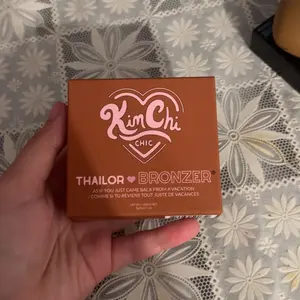 KimChi
CHIC
THAILOR ♥ BRONZER
AS IF YOU JUST CAME BACK FROM A VACATION
/ COMME SI TU REVIENS TOUT JUSTE DE VACANCES